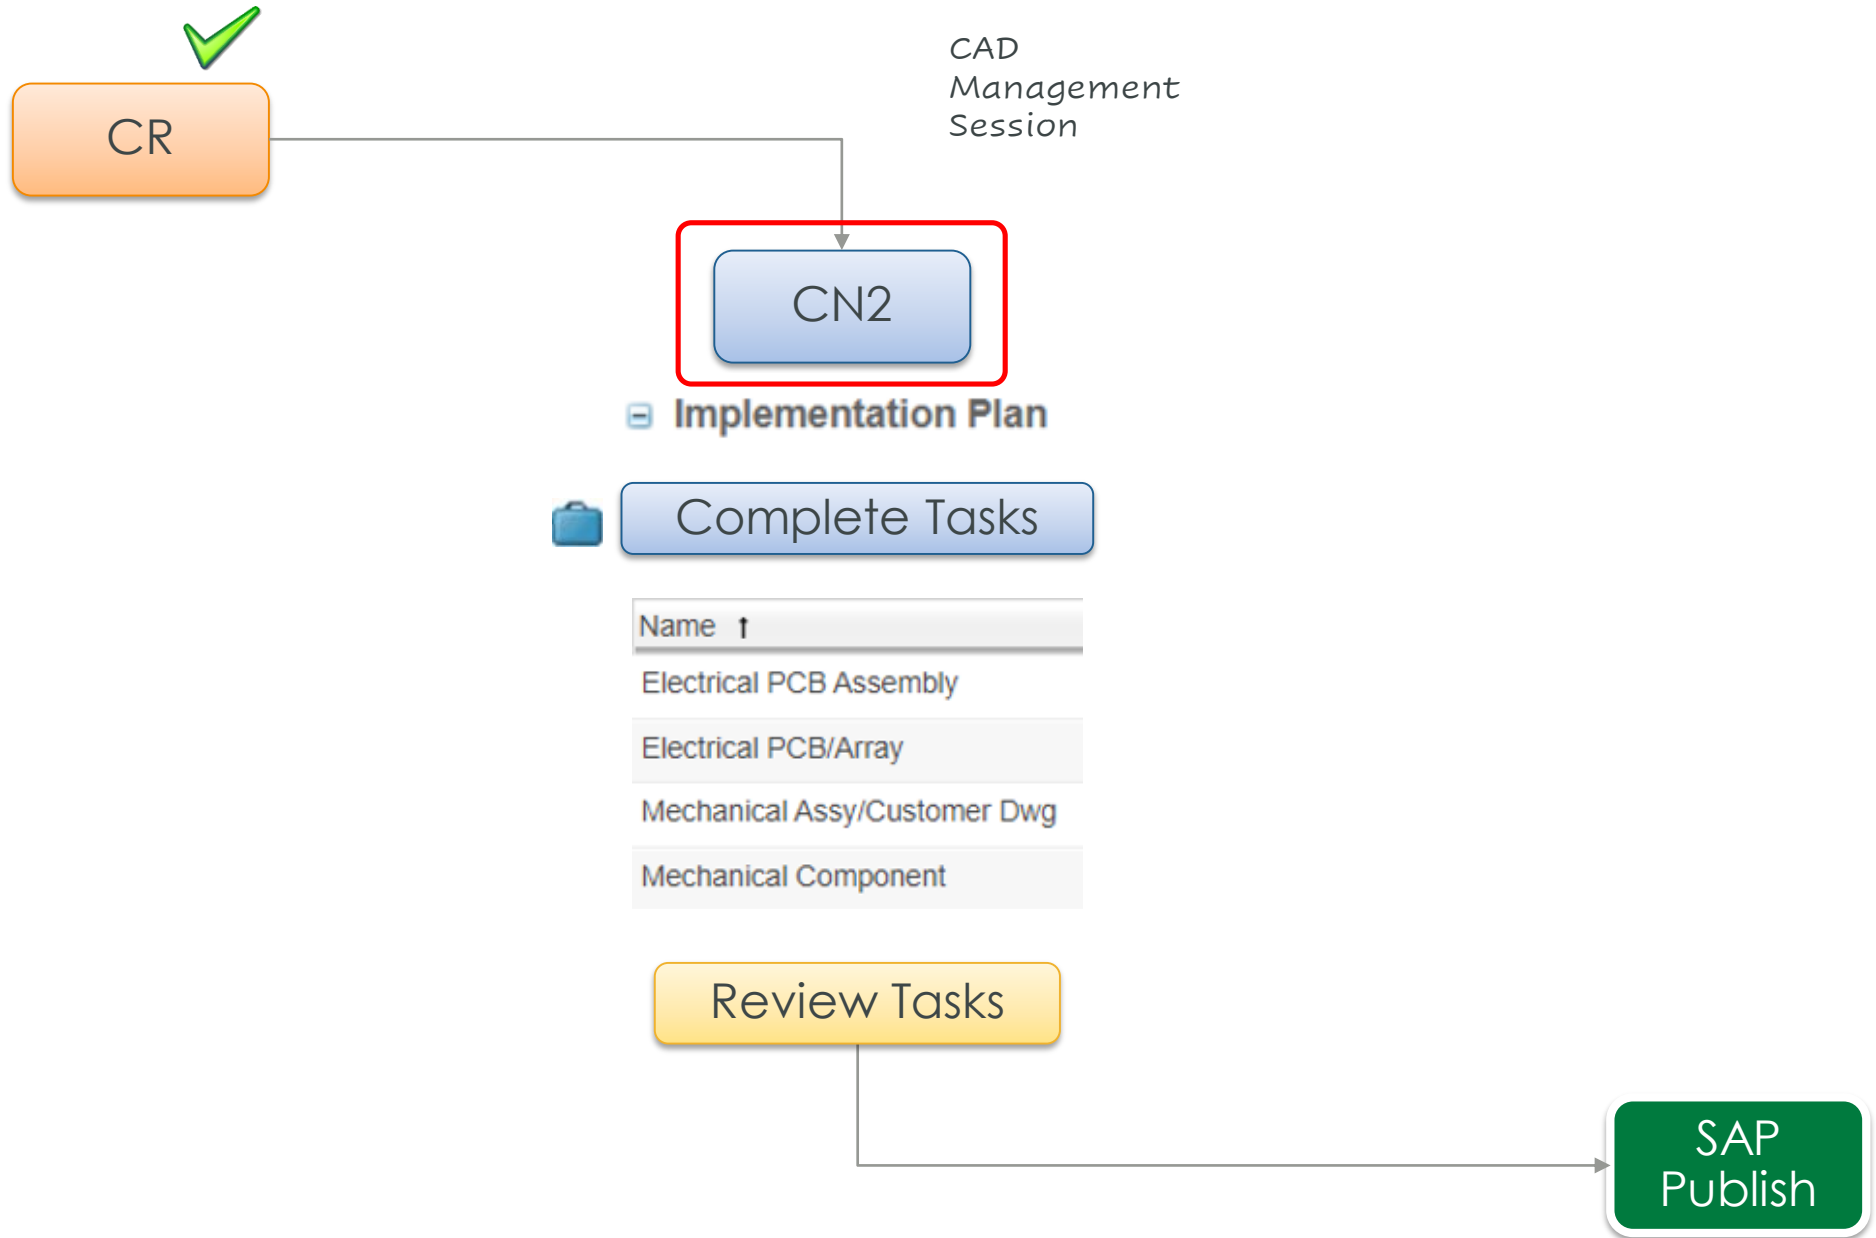 CAD
Management
Session
CR
CN2
Implementation Plan
Complete Tasks
Name
Electrical PCB Assembly
Electrical PCB/Array
Mechanical Assy/Customer Dwg
Mechanical Component
Review Tasks
SAP
Publish